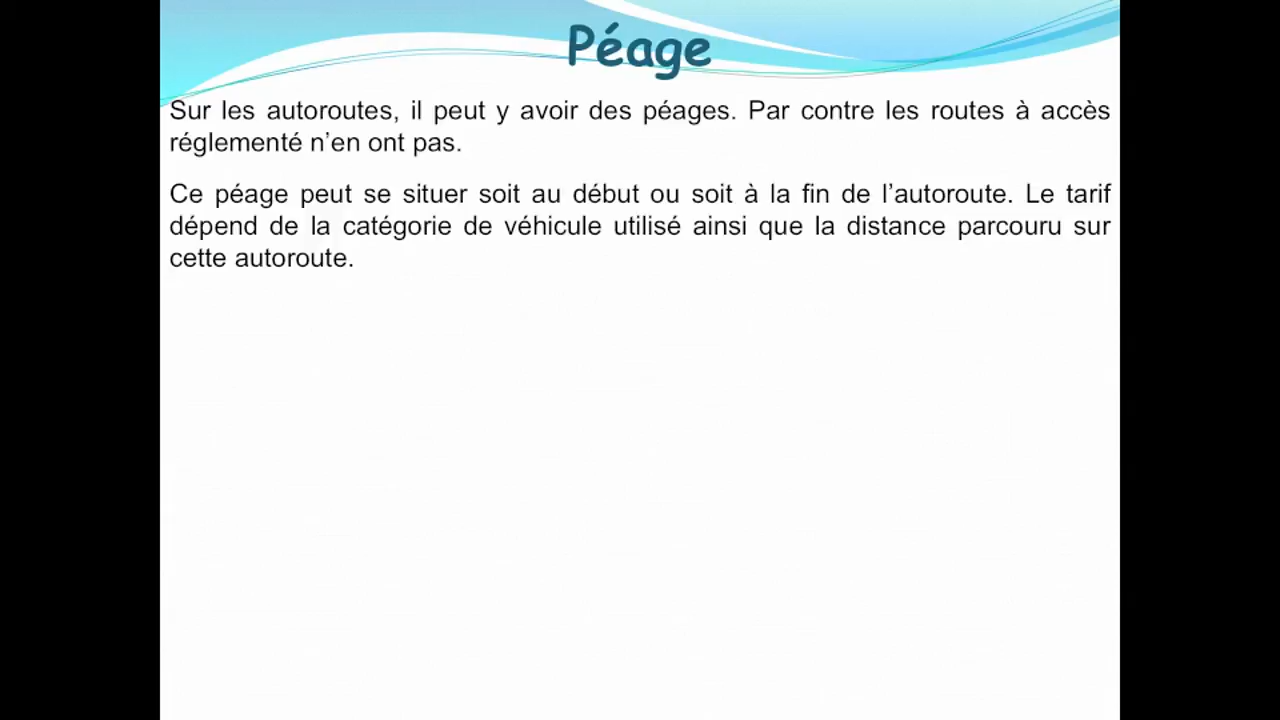 Péage
Sur les autoroutes, il peut y avoir des péages. Par contre les routes à accès
réglementé n’en ont pas.
Ce péage peut se situer soit au début ou soit à la fin de l’autoroute. Le tarif
dépend de la catégorie de véhicule utilisé ainsi que la distance parcouru sur
cette autoroute.